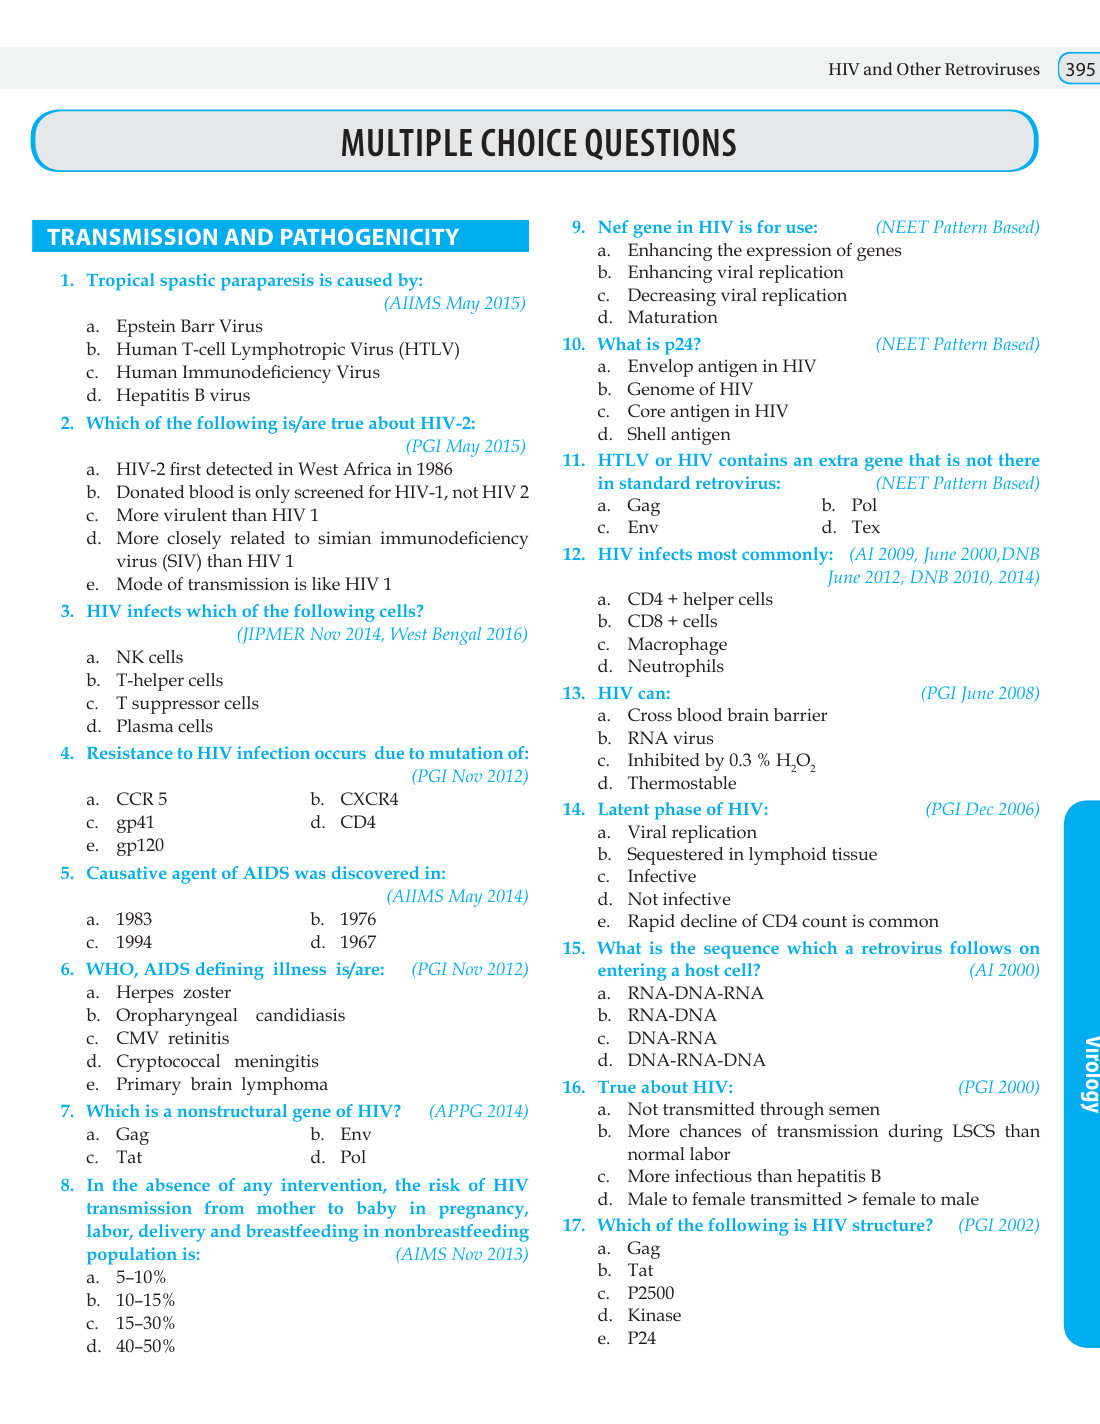 HIV and Other Retroviruses 395
MULTIPLE CHOICE QUESTIONS
TRANSMISSION AND PATHOGENICITY
1. Tropical spastic paraparesis is caused by:
(AIIMS May 2015)
a. Epstein Barr Virus
b. Human T-cell Lymphotropic Virus (HTLV)
c. Human Immunodeficiency Virus
d. Hepatitis B virus
2. Which of the following is/are true about HIV-2:
(PGI May 2015)
a. HIV-2 first detected in West Africa in 1986
b. Donated blood is only screened for HIV-1, not HIV 2
c. More virulent than HIV 1
d. More closely related to simian immunodeficiency
virus (SIV) than HIV 1
e. Mode of transmission is like HIV 1
3. HIV infects which of the following cells?
(JIPMER Nov 2014, West Bengal 2016)
a. NK cells
b. T-helper cells
c. T suppressor cells
d. Plasma cells
4. Resistance to HIV infection occurs due to mutation of:
(PGI Nov 2012)
a. CCR 5 b. CXCR4
c. gp41 d. CD4
e. gp120
5. Causative agent of AIDS was discovered in:
(AIIMS May 2014)
a. 1983 b. 1976
c. 1994 d. 1967
6. WHO, AIDS defining illness is/are: (PGI Nov 2012)
a. Herpes zoster
b. Oropharyngeal candidiasis
c. CMV retinitis
d. Cryptococcal meningitis
e. Primary brain lymphoma
7. Which is a nonstructural gene of HIV? (APPG 2014)
a. Gag b. Env
c. Tat d. Pol
8. In the absence of any intervention, the risk of HIV
transmission from mother to baby in pregnancy,
labor, delivery and breastfeeding in nonbreastfeeding
population is: (AIMS Nov 2013)
a. 5–10%
b. 10–15%
c. 15–30%
d. 40–50%
9. Nef gene in HIV is for use: (NEET Pattern Based)
a. Enhancing the expression of genes
b. Enhancing viral replication
c. Decreasing viral replication
d. Maturation
10. What is p24? (NEET Pattern Based)
a. Envelop antigen in HIV
b. Genome of HIV
c. Core antigen in HIV
d. Shell antigen
11. HTLV or HIV contains an extra gene that is not there
in standard retrovirus: (NEET Pattern Based)
a. Gag b. Pol
c. Env d. Tex
12. HIV infects most commonly: (AI 2009, June 2000,DNB
June 2012, DNB 2010, 2014)
a. CD4 + helper cells
b. CD8 + cells
c. Macrophage
d. Neutrophils
13. HIV can: (PGI June 2008)
a. Cross blood brain barrier
b. RNA virus
c. Inhibited by 0.3 % H₂O₂
d. Thermostable
14. Latent phase of HIV: (PGI Dec 2006)
a. Viral replication
b. Sequestered in lymphoid tissue
c. Infective
d. Not infective
e. Rapid decline of CD4 count is common
15. What is the sequence which a retrovirus follows on
entering a host cell? (AI 2000)
a. RNA-DNA-RNA
b. RNA-DNA
c. DNA-RNA
d. DNA-RNA-DNA
16. True about HIV: (PGI 2000)
a. Not transmitted through semen
b. More chances of transmission during LSCS than
normal labor
c. More infectious than hepatitis B
d. Male to female transmitted > female to male
17. Which of the following is HIV structure? (PGI 2002)
a. Gag
b. Tat
c. P2500
d. Kinase
e. P24
Virology